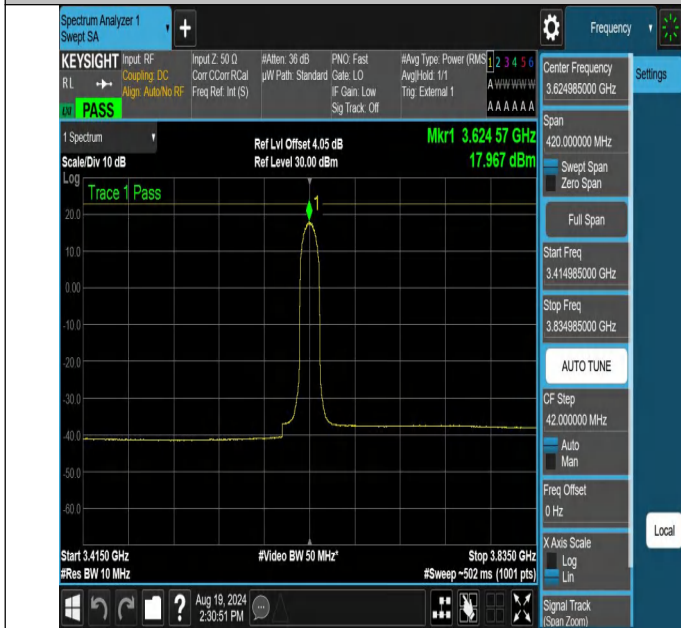 Spectrum Analyzer 1
Swept SA
+
Frequency
KEYSIGHT
RL
PASS
Input: RF
Coupling: DC
Align: Auto/No RF
Input Z: 50 Ω
Corr CCorr RCal
Freq Ref: Int (S)
#Atten: 36 dB
µW Path: Standard
PNO: Fast
Gate: LO
IF Gain: Low
Sig Track: Off
#Avg Type: Power (RMS
Avg|Hold: 1/1
Trig: External 1
1 2 3 4 5 6
A W W W W W
A A A A A A
1 Spectrum
Scale/Div 10 dB
Log
Ref Lvl Offset 4.05 dB
Ref Level 30.00 dBm
Mkr1 3.624 57 GHz
17.967 dBm
Trace 1 Pass
1
20.0
10.0
0.00
-10.0
-20.0
-30.0
-40.0
-50.0
-60.0
Start 3.4150 GHz
#Res BW 10 MHz
#Video BW 50 MHz*
Stop 3.8350 GHz
#Sweep ~502 ms (1001 pts)
?
Aug 19, 2024
2:30:51 PM
Center Frequency
3.624985000 GHz
Span
420.000000 MHz
Swept Span
Zero Span
Full Span
Start Freq
3.414985000 GHz
Stop Freq
3.834985000 GHz
AUTO TUNE
CF Step
42.000000 MHz
Auto
Man
Freq Offset
0 Hz
X Axis Scale
Log
Lin
Signal Track
(Span Zoom)
Settings
Local